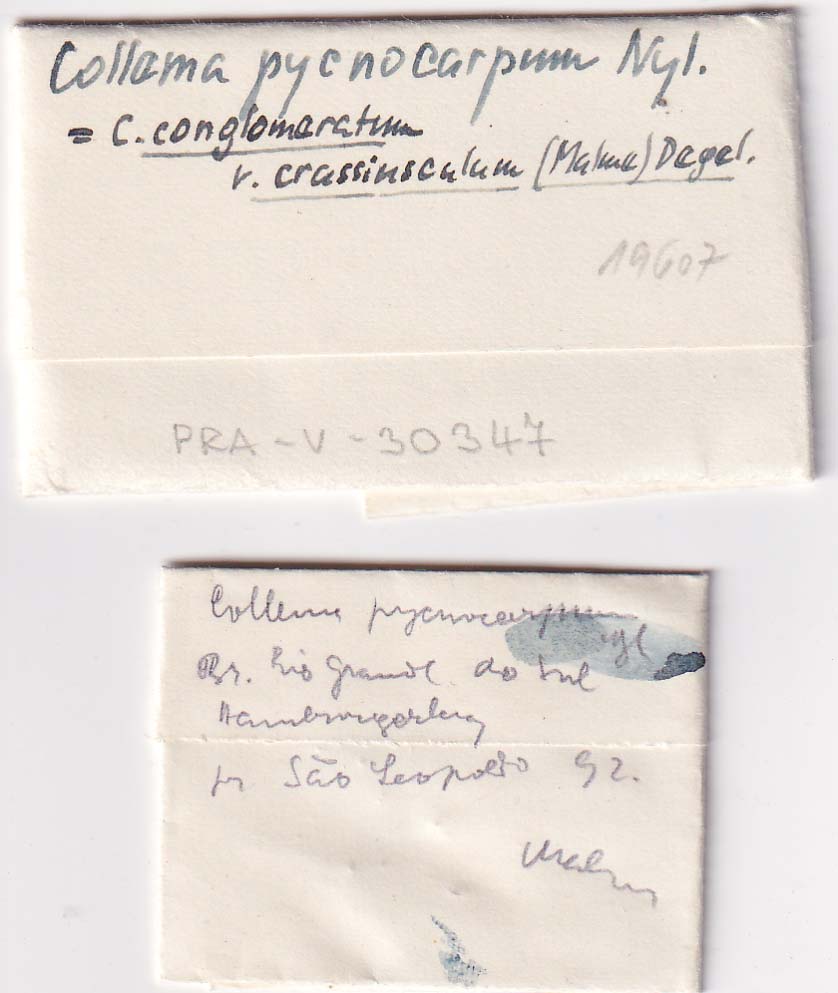 Collema pycnocarpum Nyl.
= C. conglomeratum
v. crassiusculum (Malme) Degel.
19607
PRA-V-30347
Collema pycnocarpum
Nyl
Br. Rio Grande do Sul
Hamburgerberg
pr São Leopoldo 92.
Malme